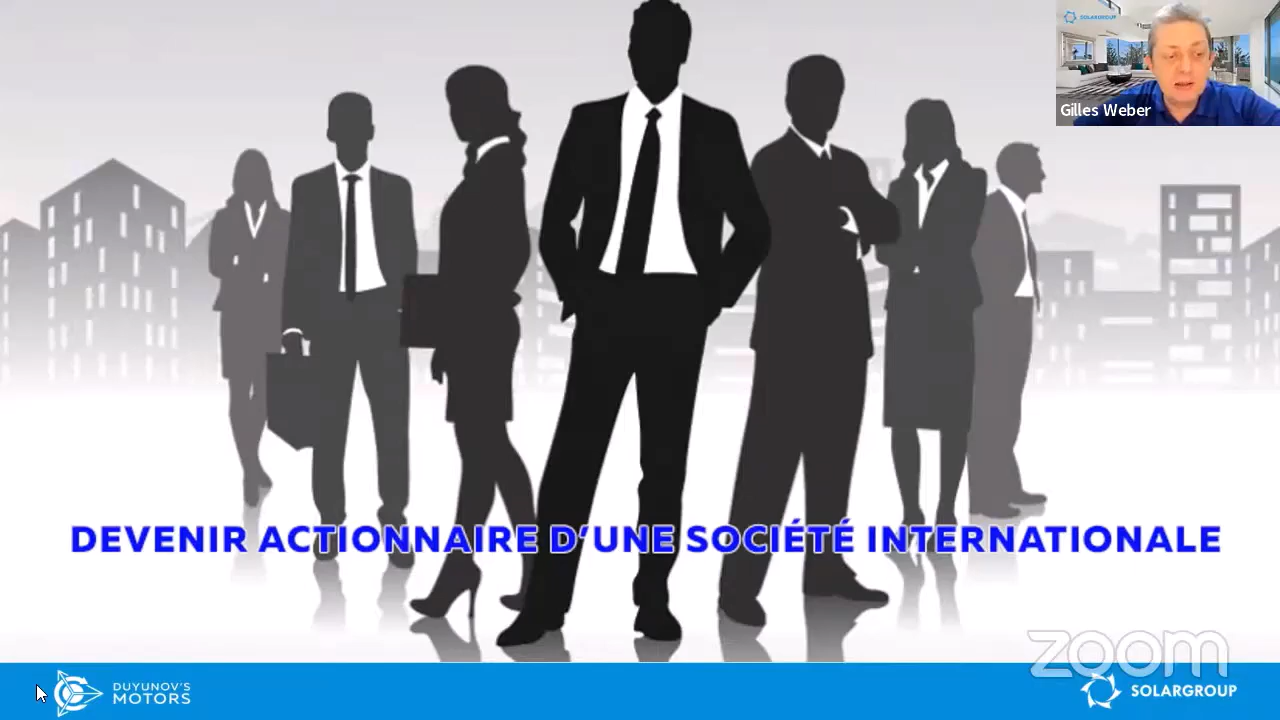 SOLARGROUP
Gilles Weber
DEVENIR ACTIONNAIRE D'UNE SOCIÉTÉ INTERNATIONALE
zoom
DUYUNOV'S
MOTORS
SOLARGROUP